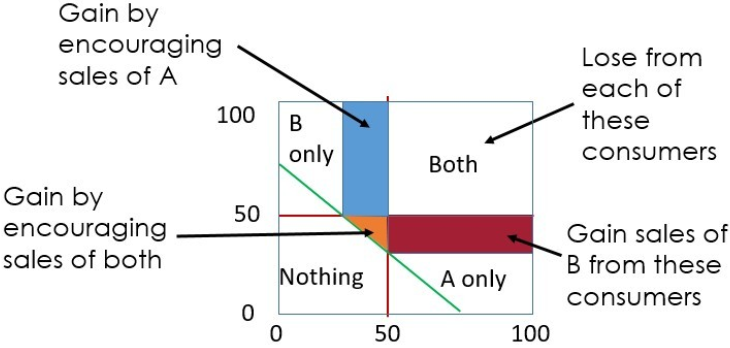 Gain by
encouraging
sales of A
Lose from
each of
these
consumers
100
B
only
Both
Gain by
encouraging
sales of both
50
Gain sales of
B from these
consumers
Nothing
A only
0
0
50
100